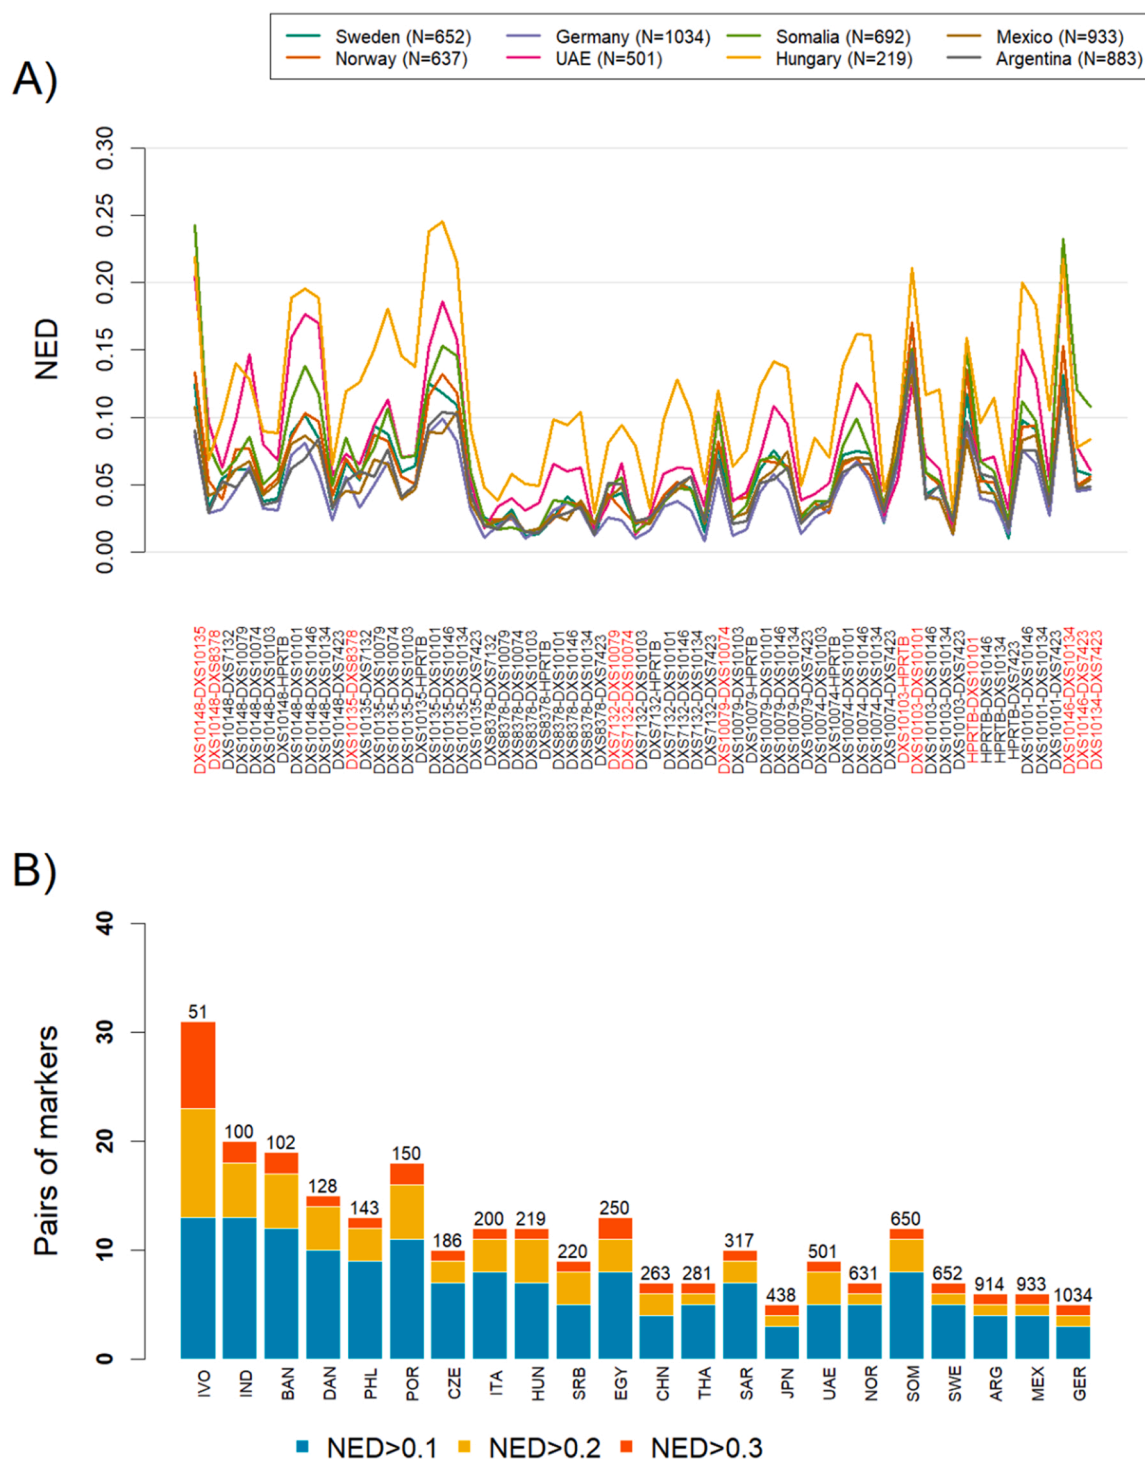 Sweden (N=652) Germany (N=1034) Somalia (N=692) Mexico (N=933)
Norway (N=637) UAE (N=501) Hungary (N=219) Argentina (N=883)
A)
NED
0.30
0.25
0.20
0.15
0.10
0.05
0.00
DXS10148-DXS10135
DXS10148-DXS8378
DXS10148-DXS7132
DXS10148-DXS10079
DXS10148-DXS10074
DXS10148-DXS10103
DXS10148-HPRTB
DXS10148-DXS10101
DXS10148-DXS10146
DXS10148-DXS10134
DXS10148-DXS7423
DXS10135-DXS8378
DXS10135-DXS7132
DXS10135-DXS10079
DXS10135-DXS10074
DXS10135-DXS10103
DXS10135-HPRTB
DXS10135-DXS10101
DXS10135-DXS10146
DXS10135-DXS10134
DXS10135-DXS7423
DXS8378-DXS7132
DXS8378-DXS10079
DXS8378-DXS10074
DXS8378-DXS10103
DXS8378-HPRTB
DXS8378-DXS10101
DXS8378-DXS10146
DXS8378-DXS10134
DXS8378-DXS7423
DXS7132-DXS10079
DXS7132-DXS10074
DXS7132-DXS10103
DXS7132-HPRTB
DXS7132-DXS10101
DXS7132-DXS10146
DXS7132-DXS10134
DXS7132-DXS7423
DXS10079-DXS10074
DXS10079-DXS10103
DXS10079-HPRTB
DXS10079-DXS10101
DXS10079-DXS10146
DXS10079-DXS10134
DXS10079-DXS7423
DXS10074-DXS10103
DXS10074-HPRTB
DXS10074-DXS10101
DXS10074-DXS10146
DXS10074-DXS10134
DXS10074-DXS7423
DXS10103-HPRTB
DXS10103-DXS10101
DXS10103-DXS10146
DXS10103-DXS10134
DXS10103-DXS7423
HPRTB-DXS10101
HPRTB-DXS10146
HPRTB-DXS10134
HPRTB-DXS7423
DXS10101-DXS10146
DXS10101-DXS10134
DXS10101-DXS7423
DXS10146-DXS10134
DXS10146-DXS7423
DXS10134-DXS7423
B)
Pairs of markers
40
30
20
10
0
51
100
102
128
143
150
186
200
219
220
250
263
281
317
438
501
631
650
652
914
933
1034
IVO
IND
BAN
DAN
PHL
POR
CZE
ITA
HUN
SRB
EGY
CHN
THA
SAR
JPN
UAE
NOR
SOM
SWE
ARG
MEX
GER
NED>0.1 NED>0.2 NED>0.3